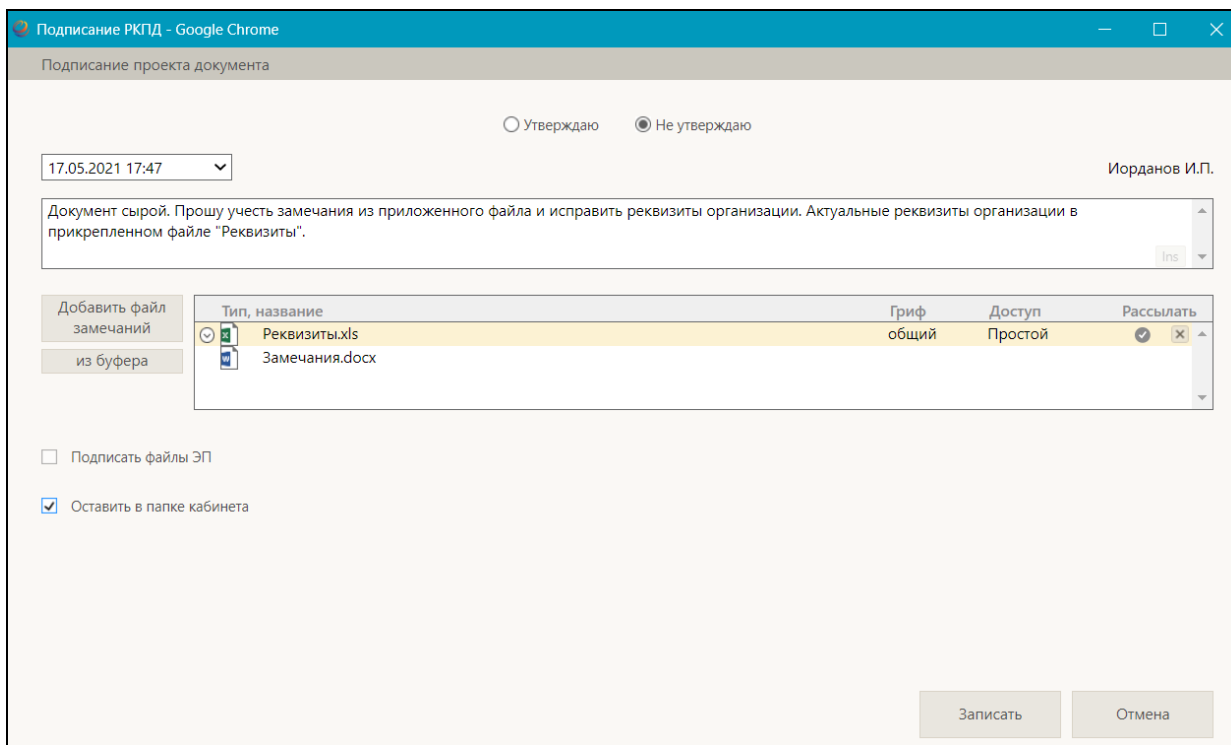 Подписание РКПД - Google Chrome
Подписание проекта документа
Утверждаю Не утверждаю
17.05.2021 17:47 Иорданов И.П.
Документ сырой. Прошу учесть замечания из приложенного файла и исправить реквизиты организации. Актуальные реквизиты организации в
прикрепленном файле "Реквизиты".
Ins
Добавить файл
замечаний
из буфера
Тип, название Гриф Доступ Рассылать
Реквизиты.xls общий Простой
Замечания.docx
Подписать файлы ЭП
Оставить в папке кабинета
Записать Отмена